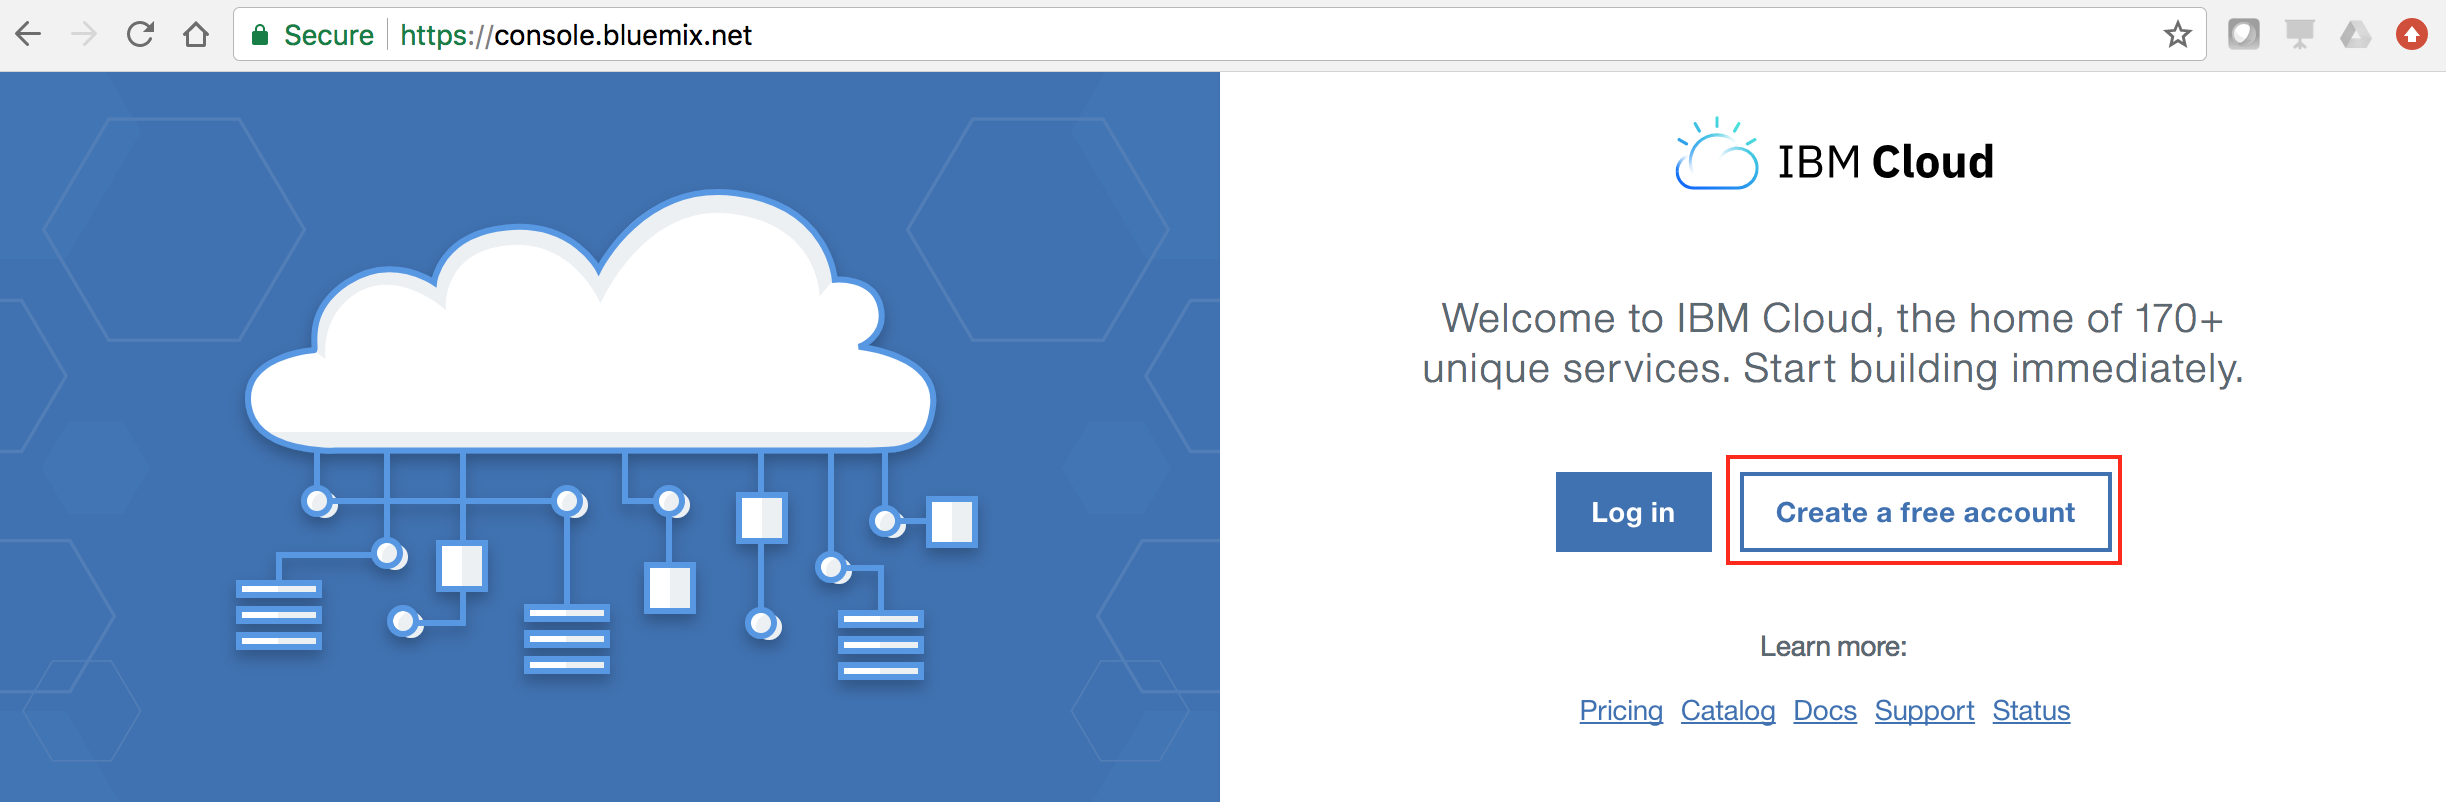 Secure https://console.bluemix.net
IBM Cloud
Welcome to IBM Cloud, the home of 170+
unique services. Start building immediately.
Log in Create a free account
Learn more:
Pricing Catalog Docs Support Status